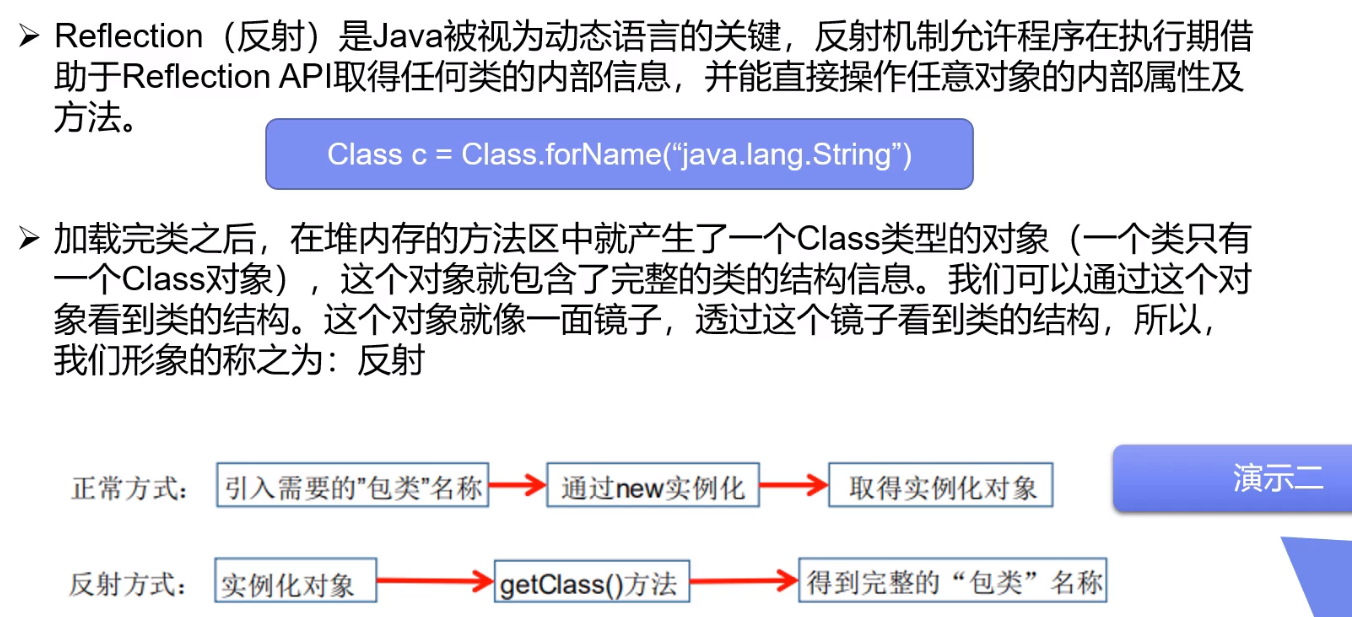 ➢ Reflection（反射）是Java被视为动态语言的关键，反射机制允许程序在执行期借
助于Reflection API取得任何类的内部信息，并能直接操作任意对象的内部属性及
方法。
Class c = Class.forName(“java.lang.String”)
➢ 加载完类之后，在堆内存的方法区中就产生了一个Class类型的对象（一个类只有
一个Class对象），这个对象就包含了完整的类的结构信息。我们可以通过这个对
象看到类的结构。这个对象就像一面镜子，透过这个镜子看到类的结构，所以，
我们形象的称之为：反射
正常方式： 引入需要的”包类”名称 通过new实例化 取得实例化对象
演示二
反射方式： 实例化对象 getClass()方法 得到完整的“包类”名称